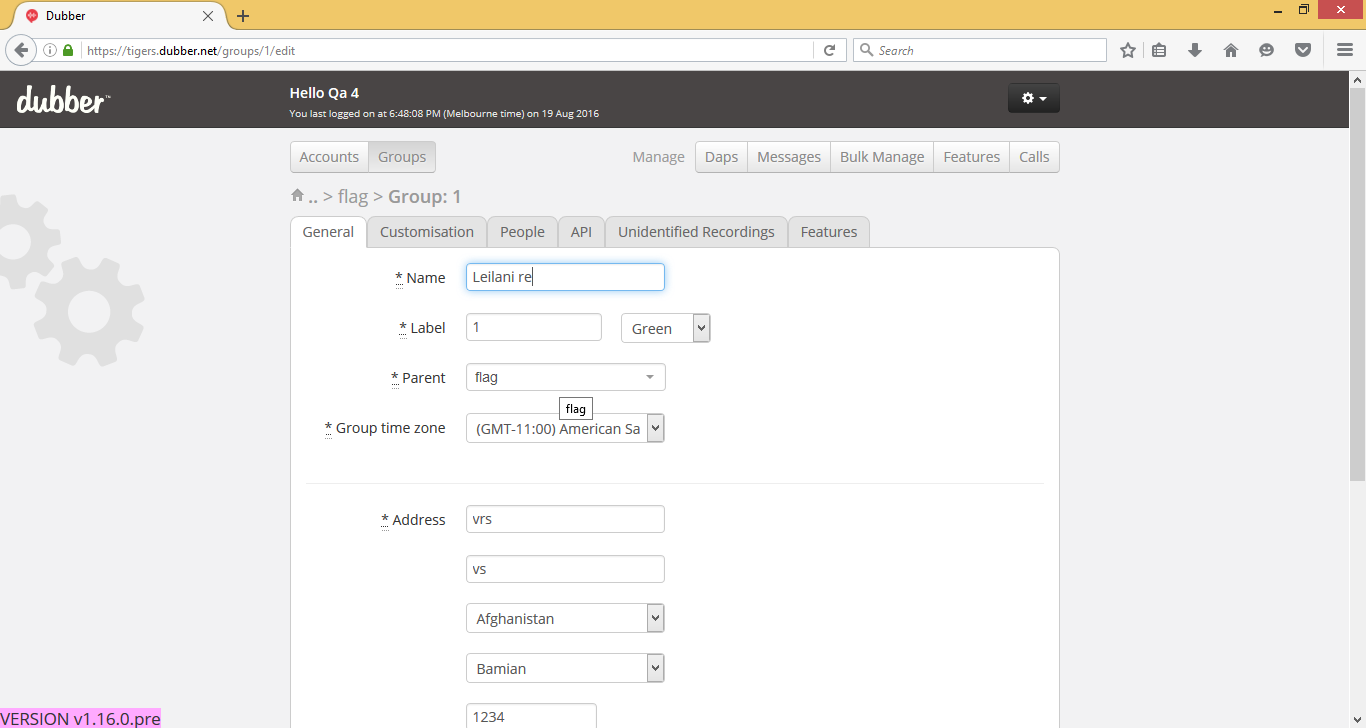 Dubber
https://tigers.dubber.net/groups/1/edit
Search
dubber™
Hello Qa 4
You last logged on at 6:48:08 PM (Melbourne time) on 19 Aug 2016
Accounts Groups Manage Daps Messages Bulk Manage Features Calls
.. > flag > Group: 1
General Customisation People API Unidentified Recordings Features
* Name Leilani re
* Label 1 Green
* Parent flag
flag
* Group time zone (GMT-11:00) American Sa
* Address vrs
vs
Afghanistan
Bamian
1234
VERSION v1.16.0.pre